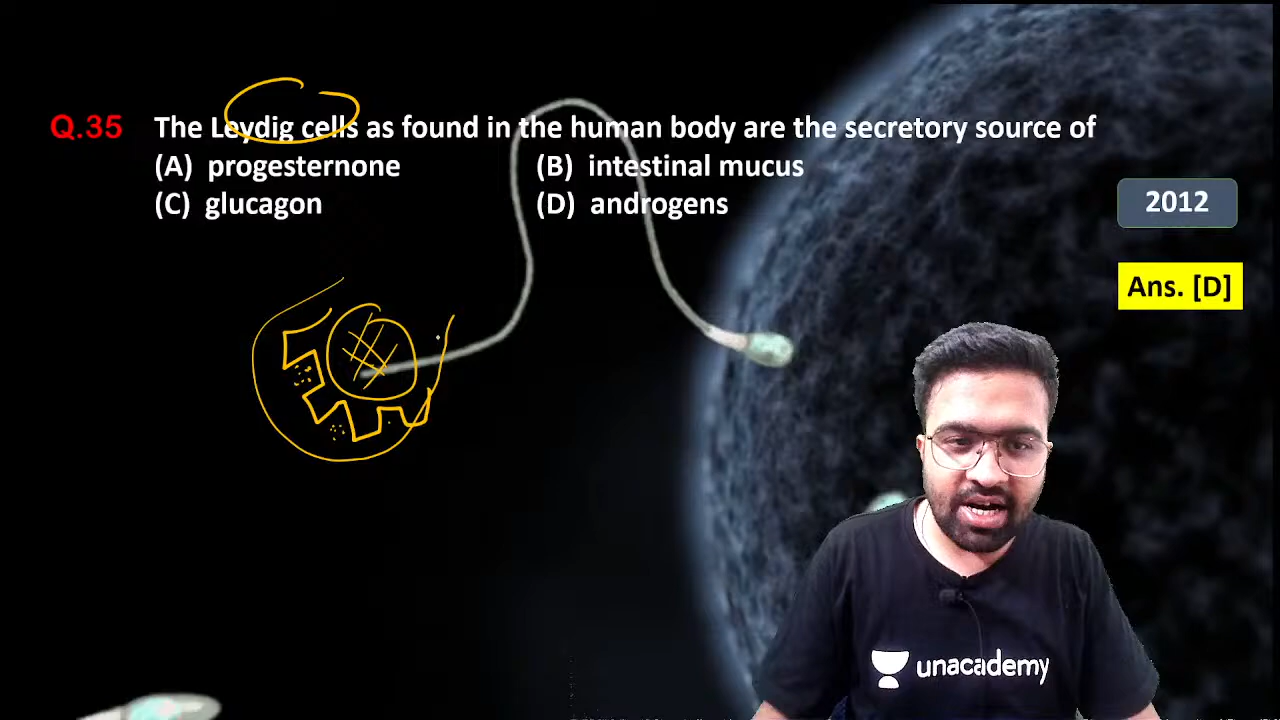 Q.35 The Leydig cells as found in the human body are the secretory source of
(A) progesternone (B) intestinal mucus
(C) glucagon (D) androgens
2012
Ans. [D]
unacademy